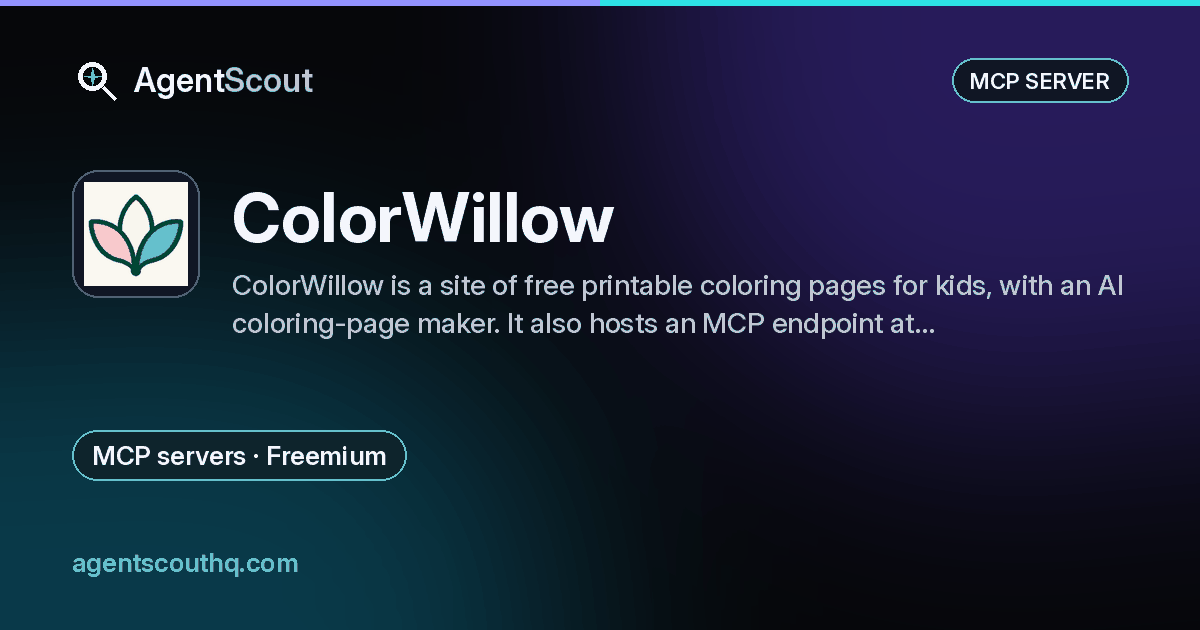 AgentScout
MCP SERVER
ColorWillow
ColorWillow is a site of free printable coloring pages for kids, with an AI
coloring-page maker. It also hosts an MCP endpoint at...
MCP servers · Freemium
agentscouthq.com